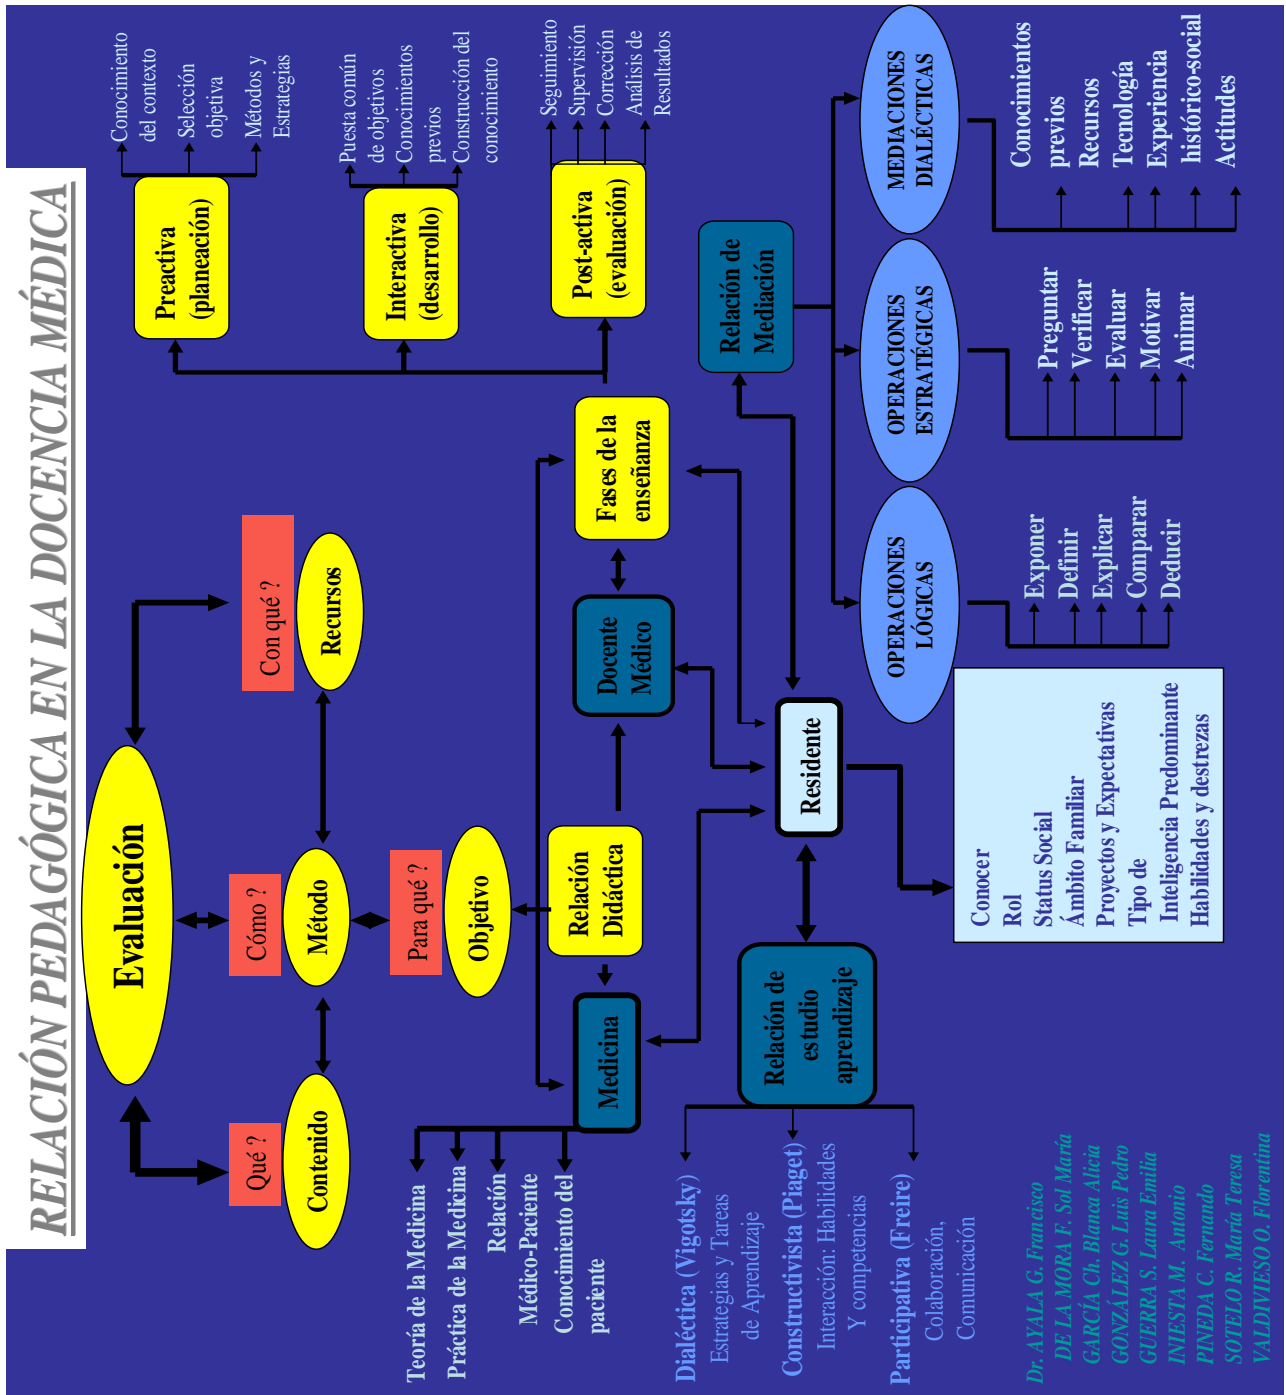 RELACIÓN PEDAGÓGICA EN LA DOCENCIA MÉDICA
Evaluación
Qué ?
Contenido
Cómo ?
Método
Con qué ?
Recursos
Para qué ?
Objetivo
Relación
Didáctica
Preactiva
(planeación)
Conocimiento
del contexto
Selección
objetiva
Métodos y
Estrategias
Interactiva
(desarrollo)
Puesta común
de objetivos
Conocimientos
previos
Construcción del
conocimiento
Post-activa
(evaluación)
Seguimiento
Supervisión
Corrección
Análisis de
Resultados
Teoría de la Medicina
Práctica de la Medicina
Relación
Médico-Paciente
Conocimiento del
paciente
Medicina
Docente
Médico
Fases de la
enseñanza
Relación de
Mediación
Dialéctica (Vigotsky)
Estrategias y Tareas
de Aprendizaje
Constructivista (Piaget)
Interacción: Habilidades
Y competencias
Participativa (Freire)
Colaboración,
Comunicación
Relación de
estudio
aprendizaje
Residente
OPERACIONES
LÓGICAS
OPERACIONES
ESTRATÉGICAS
MEDIACIONES
DIALÉCTICAS
Conocer
Rol
Status Social
Ámbito Familiar
Proyectos y Expectativas
Tipo de
Inteligencia Predominante
Habilidades y destrezas
Exponer
Definir
Explicar
Comparar
Deducir
Preguntar
Verificar
Evaluar
Motivar
Animar
Conocimientos
previos
Recursos
Tecnología
Experiencia
histórico-social
Actitudes
Dr. AYALA G. Francisco
DE LA MORA F. Sol María
GARCÍA Ch. Blanca Alicia
GONZÁLEZ G. Luis Pedro
GUERRA S. Laura Emilia
INIESTA M. Antonio
PINEDA C. Fernando
SOTELO R. María Teresa
VALDIVIESO O. Florentina